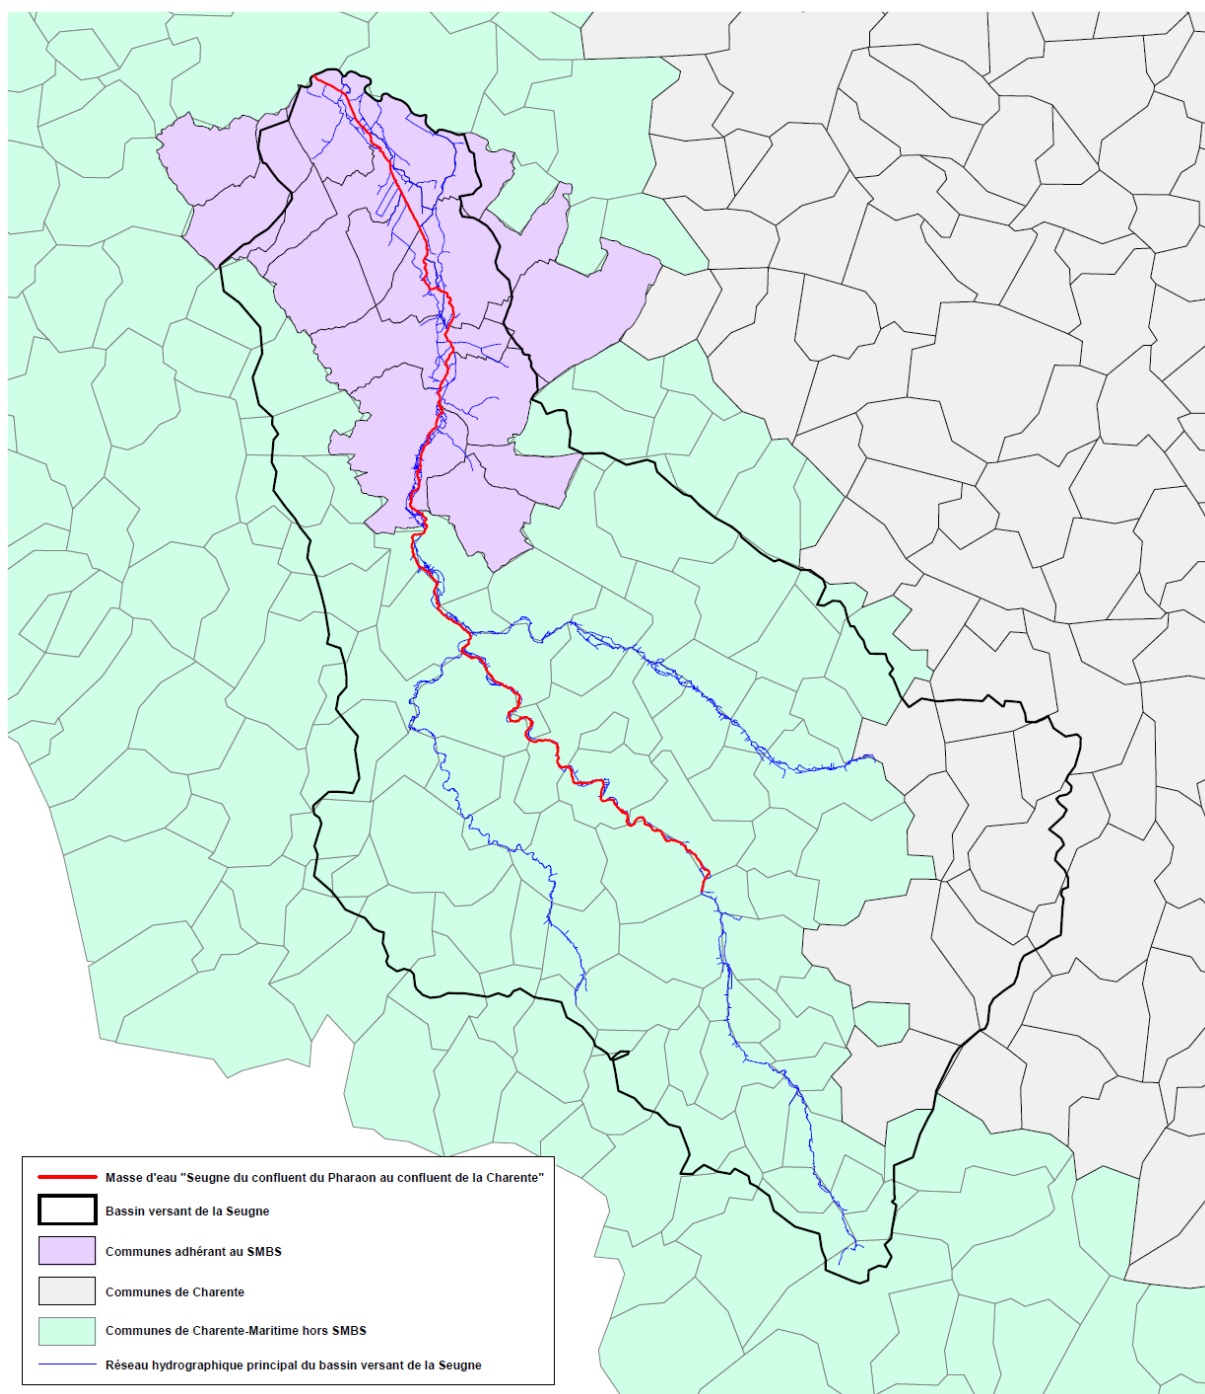 Masse d'eau "Seugne du confluent du Pharaon au confluent de la Charente"
Bassin versant de la Seugne
Communes adhérant au SMBS
Communes de Charente
Communes de Charente-Maritime hors SMBS
Réseau hydrographique principal du bassin versant de la Seugne